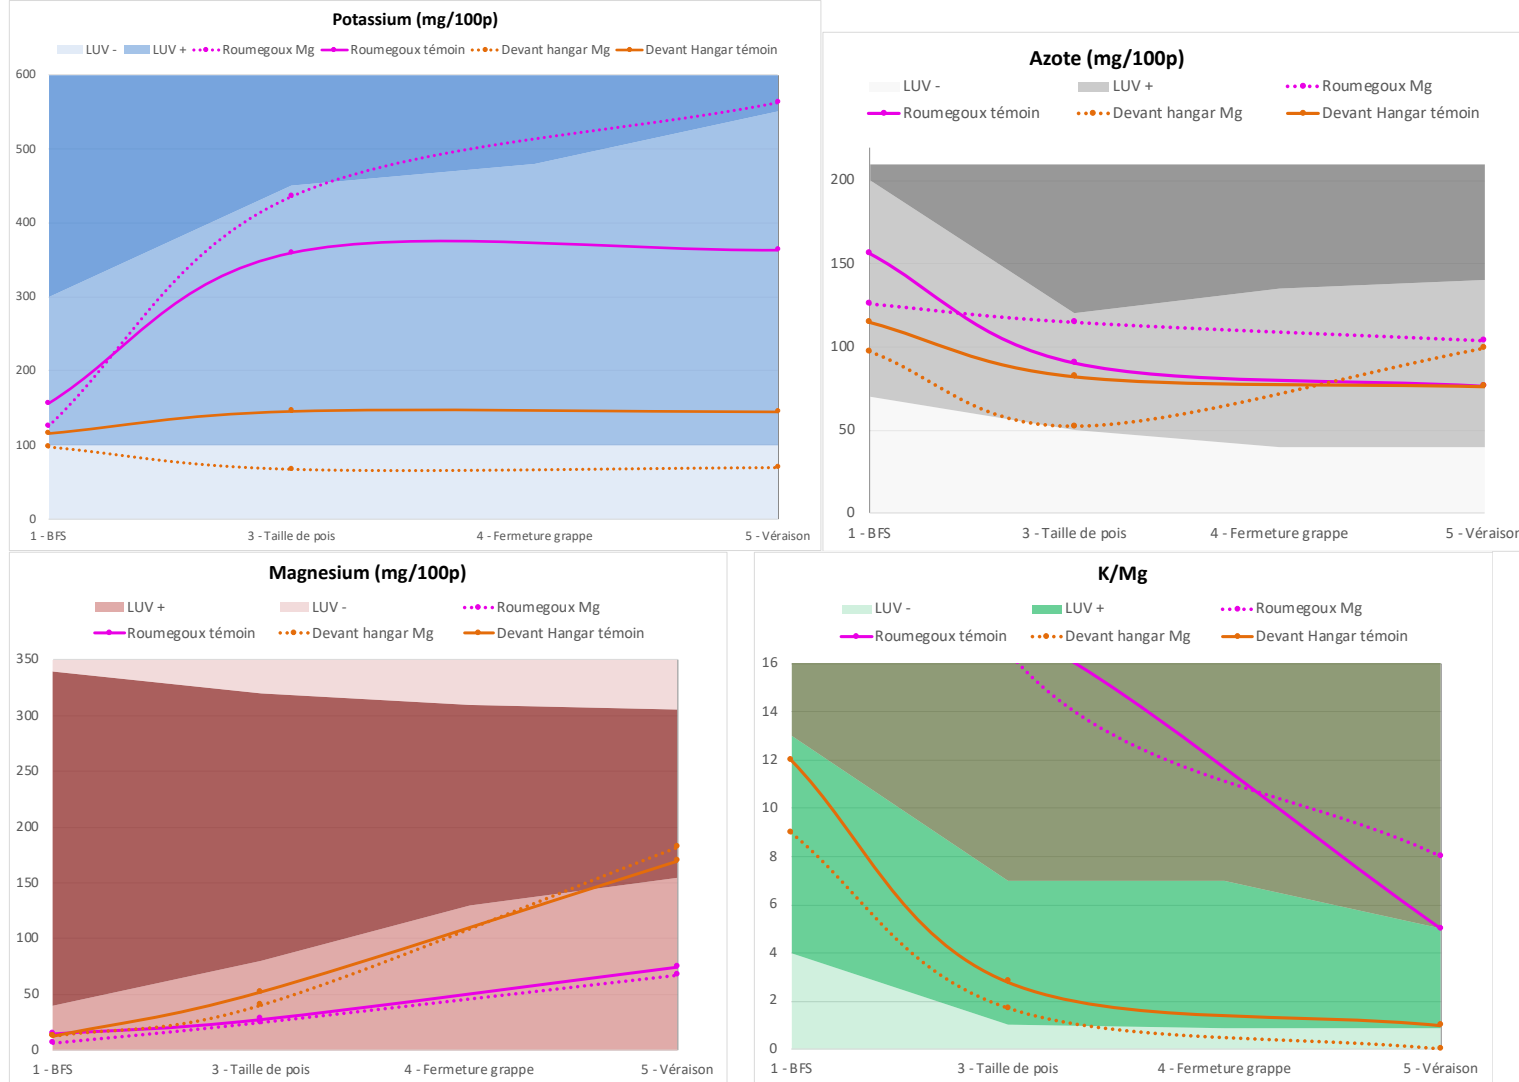 Potassium (mg/100p)
LUV - LUV + Roumegoux Mg Roumegoux témoin Devant hangar Mg Devant Hangar témoin
600
500
400
300
200
100
0
1 - BFS 3 - Taille de pois 4 - Fermeture grappe 5 - Véraison
Azote (mg/100p)
LUV - LUV + Roumegoux Mg
Roumegoux témoin Devant hangar Mg Devant Hangar témoin
200
150
100
50
0
1 - BFS 3 - Taille de pois 4 - Fermeture grappe 5 - Véraison
Magnesium (mg/100p)
LUV + LUV - Roumegoux Mg
Roumegoux témoin Devant hangar Mg Devant Hangar témoin
350
300
250
200
150
100
50
0
1 - BFS 3 - Taille de pois 4 - Fermeture grappe 5 - Véraison
K/Mg
LUV - LUV + Roumegoux Mg
Roumegoux témoin Devant hangar Mg Devant Hangar témoin
16
14
12
10
8
6
4
2
0
1 - BFS 3 - Taille de pois 4 - Fermeture grappe 5 - Véraison